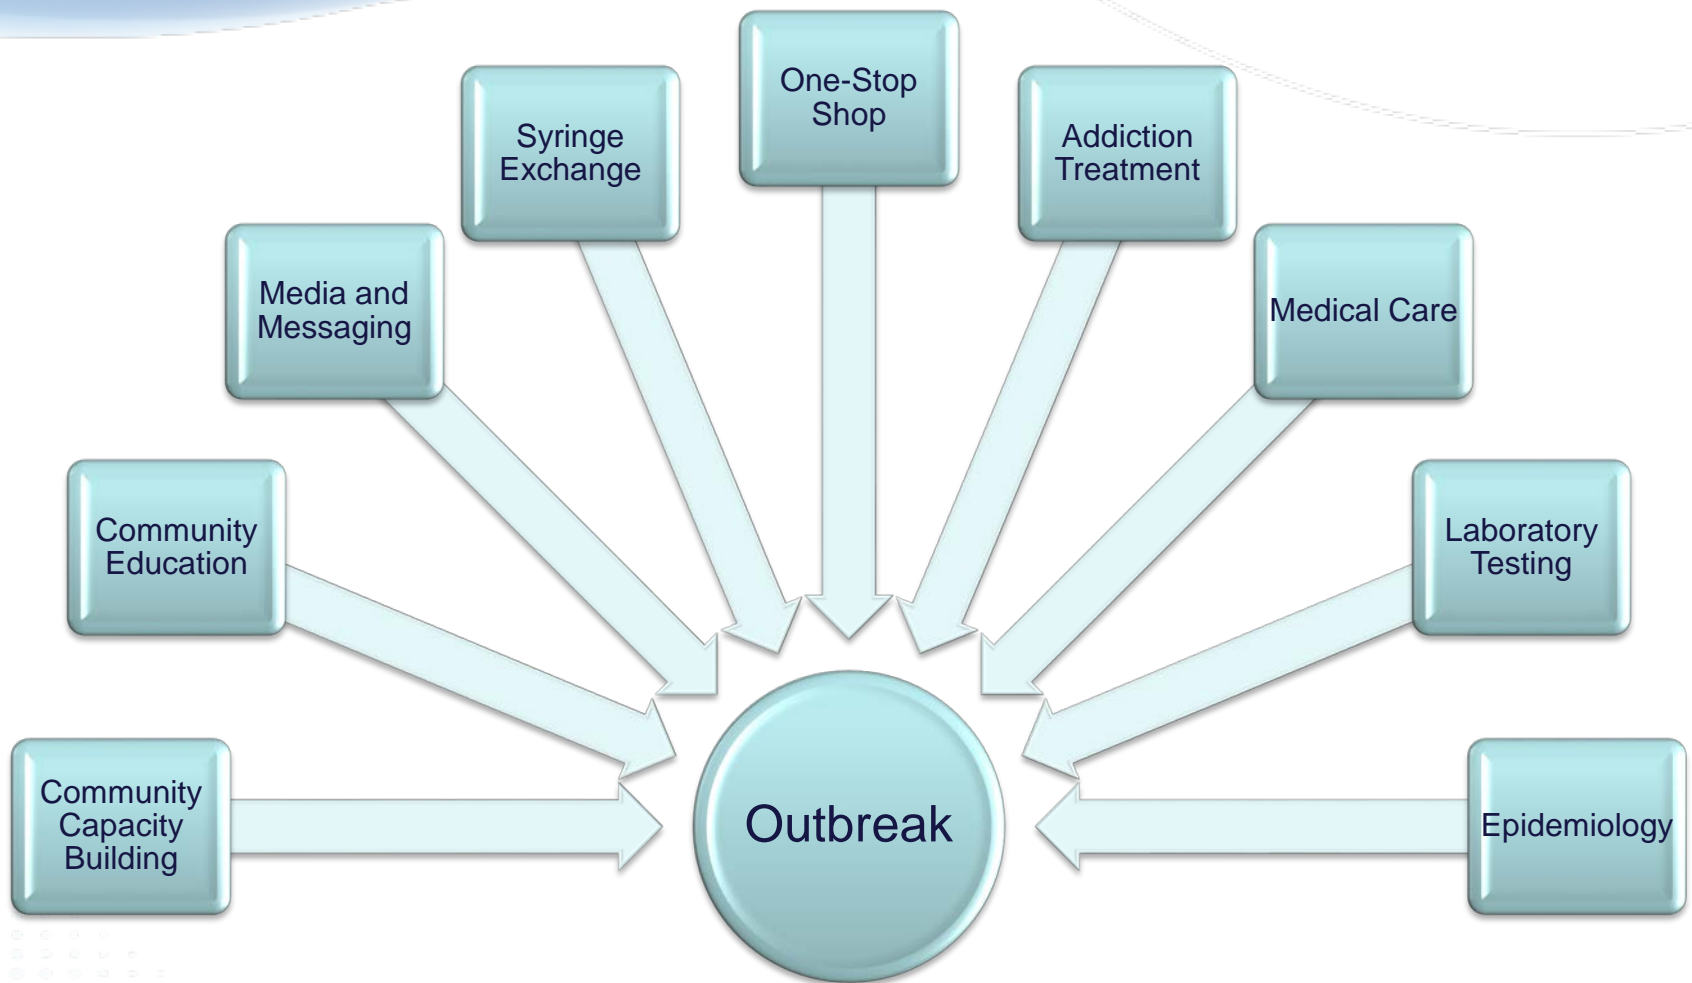 One-Stop
Shop
Syringe
Exchange
Addiction
Treatment
Media and
Messaging
Medical Care
Community
Education
Laboratory
Testing
Community
Capacity
Building
Outbreak
Epidemiology